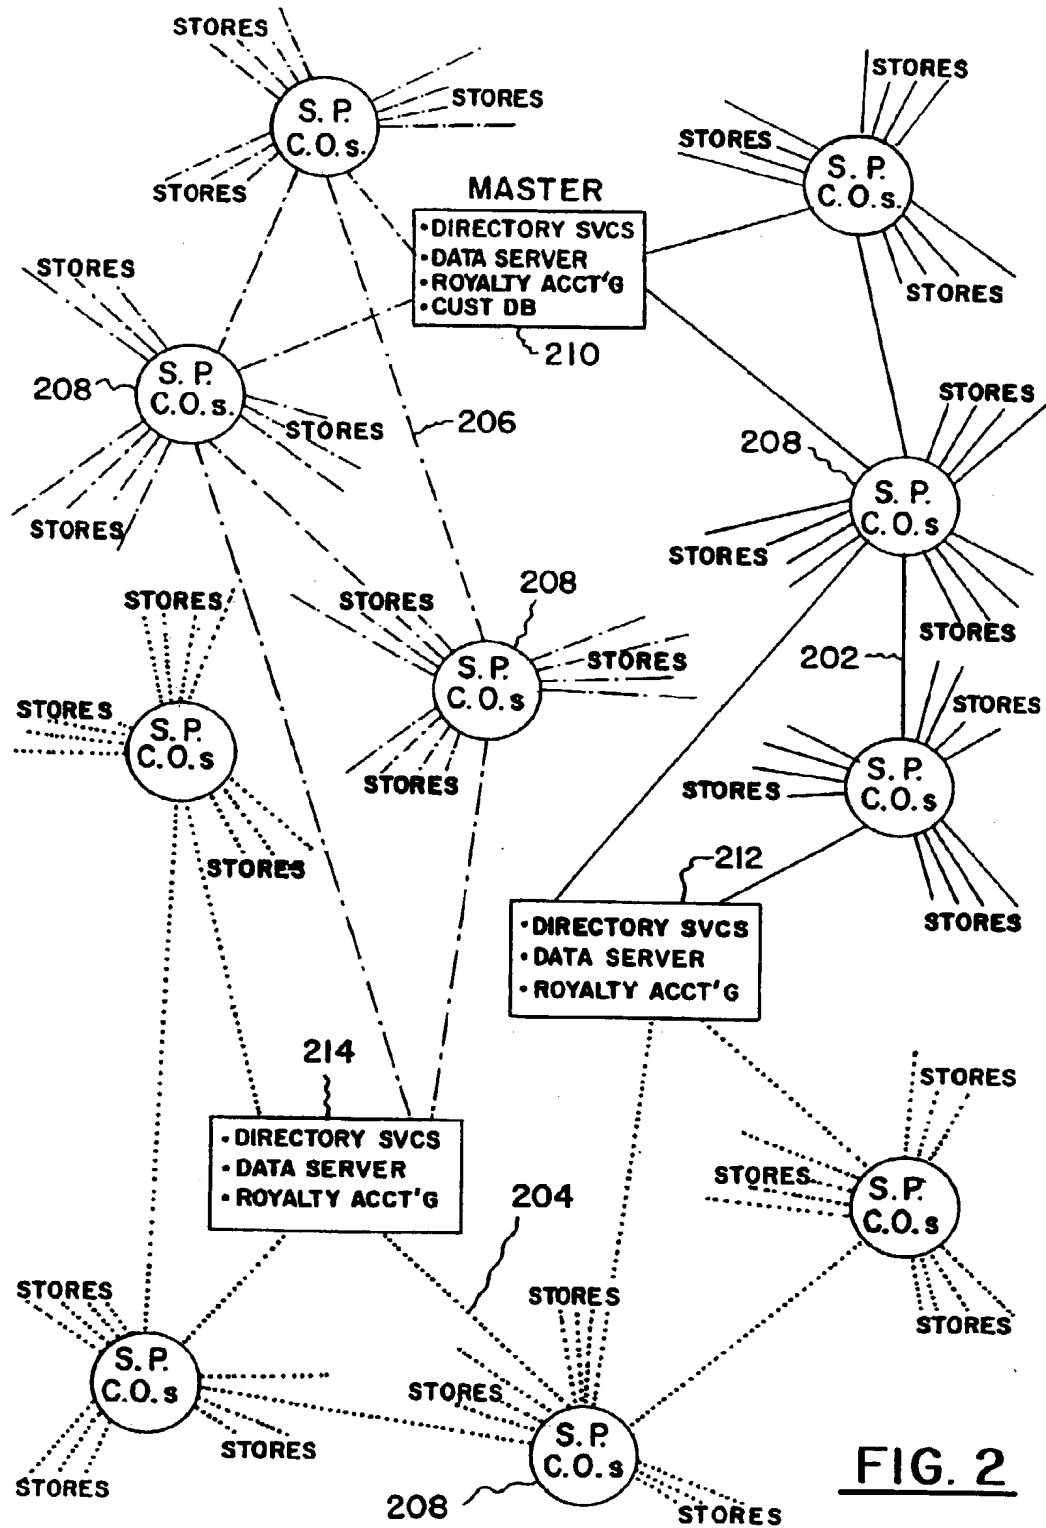 STORES
S. P.
C.O.s.
STORES
STORES
STORES
S. P.
C.O.s.
STORES
STORES
MASTER
•DIRECTORY SVCS
•DATA SERVER
•ROYALTY ACCT'G
•CUST DB
210
STORES
208
S. P.
C.O.s.
STORES
STORES
206
STORES
208
S. P.
C.O.s
STORES
STORES
STORES
S. P.
C.O.s
STORES
STORES
208
S. P.
C.O.s
STORES
STORES
STORES
202
STORES
S. P.
C.O.s
STORES
STORES
212
•DIRECTORY SVCS
•DATA SERVER
•ROYALTY ACCT'G
214
•DIRECTORY SVCS
•DATA SERVER
•ROYALTY ACCT'G
204
STORES
STORES
S. P.
C.O.s
STORES
STORES
S. P.
C.O.s
STORES
STORES
STORES
STORES
S. P.
C.O.s
208
STORES
FIG. 2